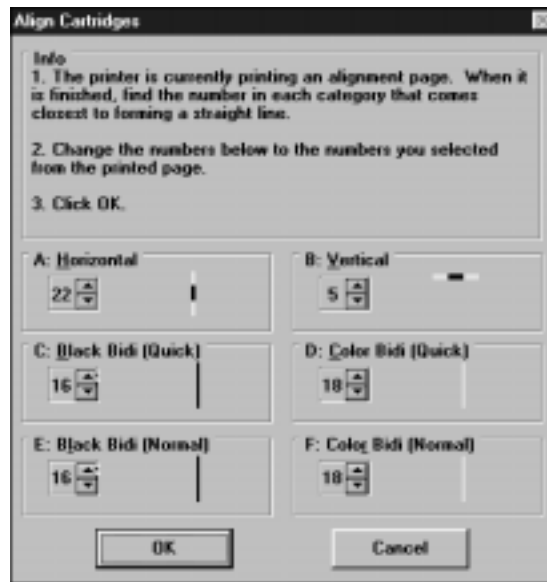 Align Cartridges
Info
1. The printer is currently printing an alignment page. When it
is finished, find the number in each category that comes
closest to forming a straight line.
2. Change the numbers below to the numbers you selected
from the printed page.
3. Click OK.
A: Horizontal
22
B: Vertical
5
C: Black Bidi (Quick)
16
D: Color Bidi (Quick)
18
E: Black Bidi (Normal)
16
F: Color Bidi (Normal)
18
OK
Cancel